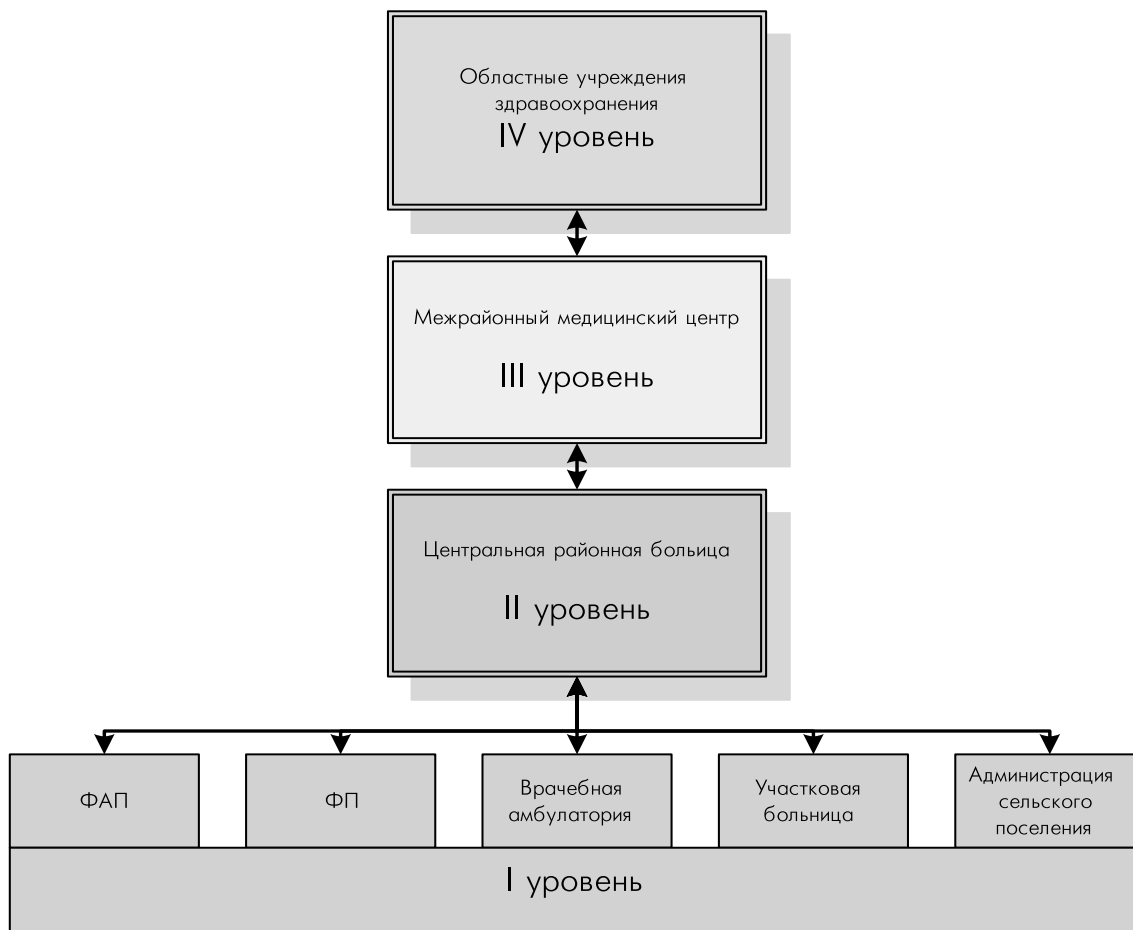 Областные учреждения
здравоохранения
IV уровень
Межрайонный медицинский центр
III уровень
Центральная районная больица
II уровень
ФАП
ФП
Врачебная
амбулатория
Участковая
больница
Администрация
сельского
поселения
I уровень